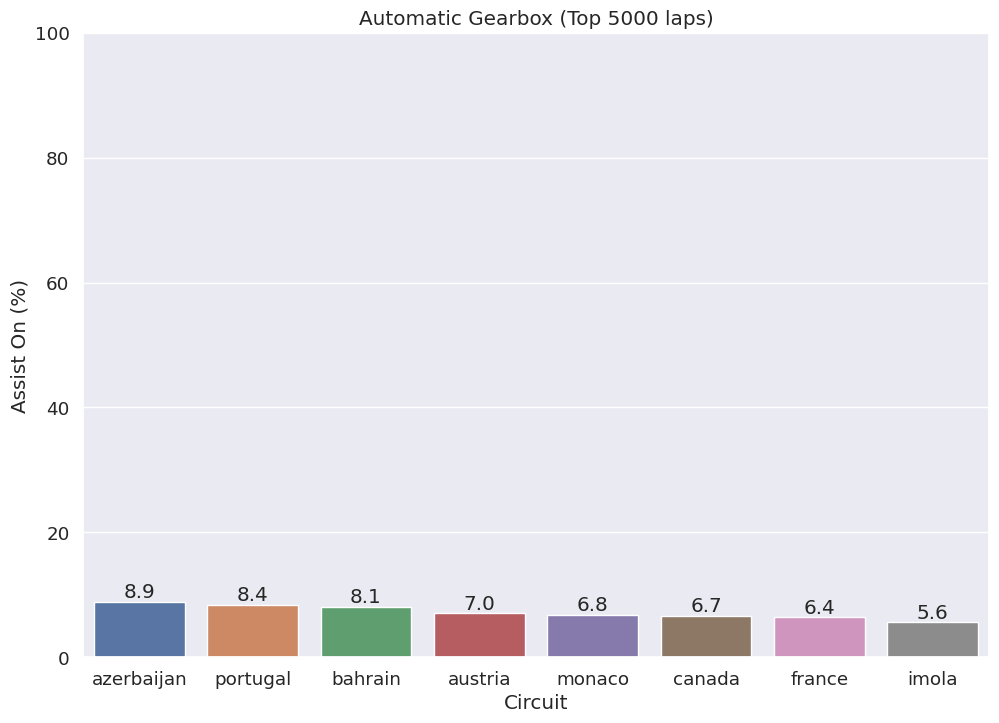 Automatic Gearbox (Top 5000 laps)
100
80
60
40
20
0
Assist On (%)
8.9
8.4
8.1
7.0
6.8
6.7
6.4
5.6
azerbaijan
portugal
bahrain
austria
monaco
canada
france
imola
Circuit